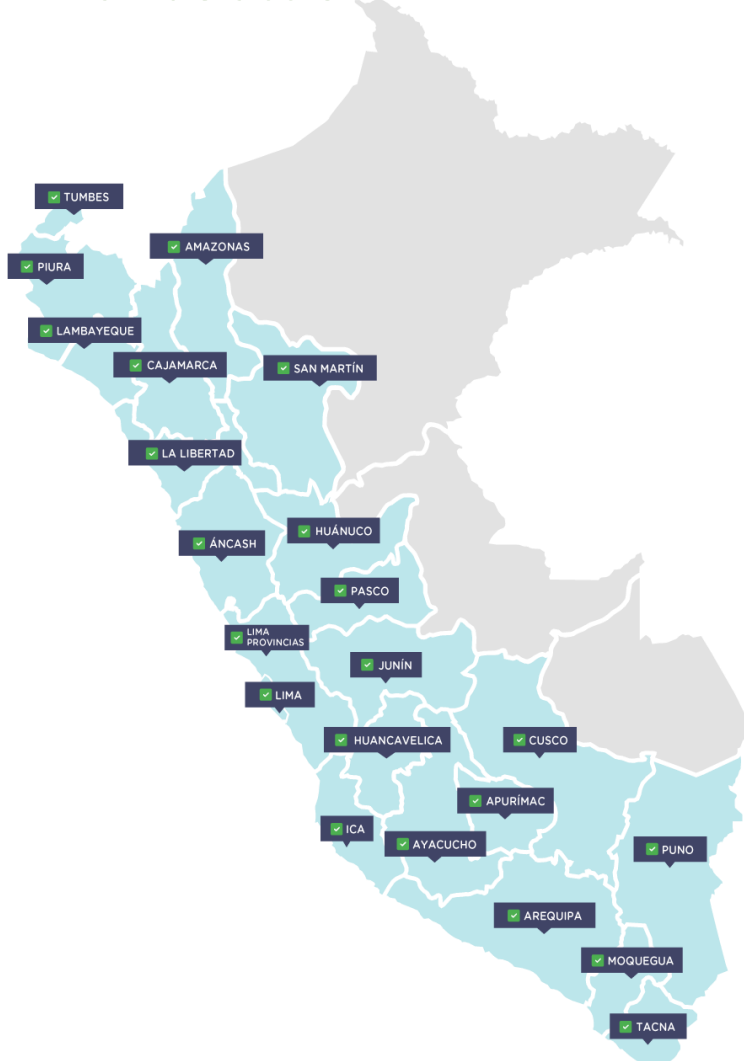 TUMBES
AMAZONAS
PIURA
LAMBAYEQUE
CAJAMARCA
SAN MARTÍN
LA LIBERTAD
HUÁNUCO
ÁNCASH
PASCO
LIMA
PROVINCIAS
JUNÍN
LIMA
HUANCAVELICA
CUSCO
APURÍMAC
ICA
AYACUCHO
PUNO
AREQUIPA
MOQUEGUA
TACNA